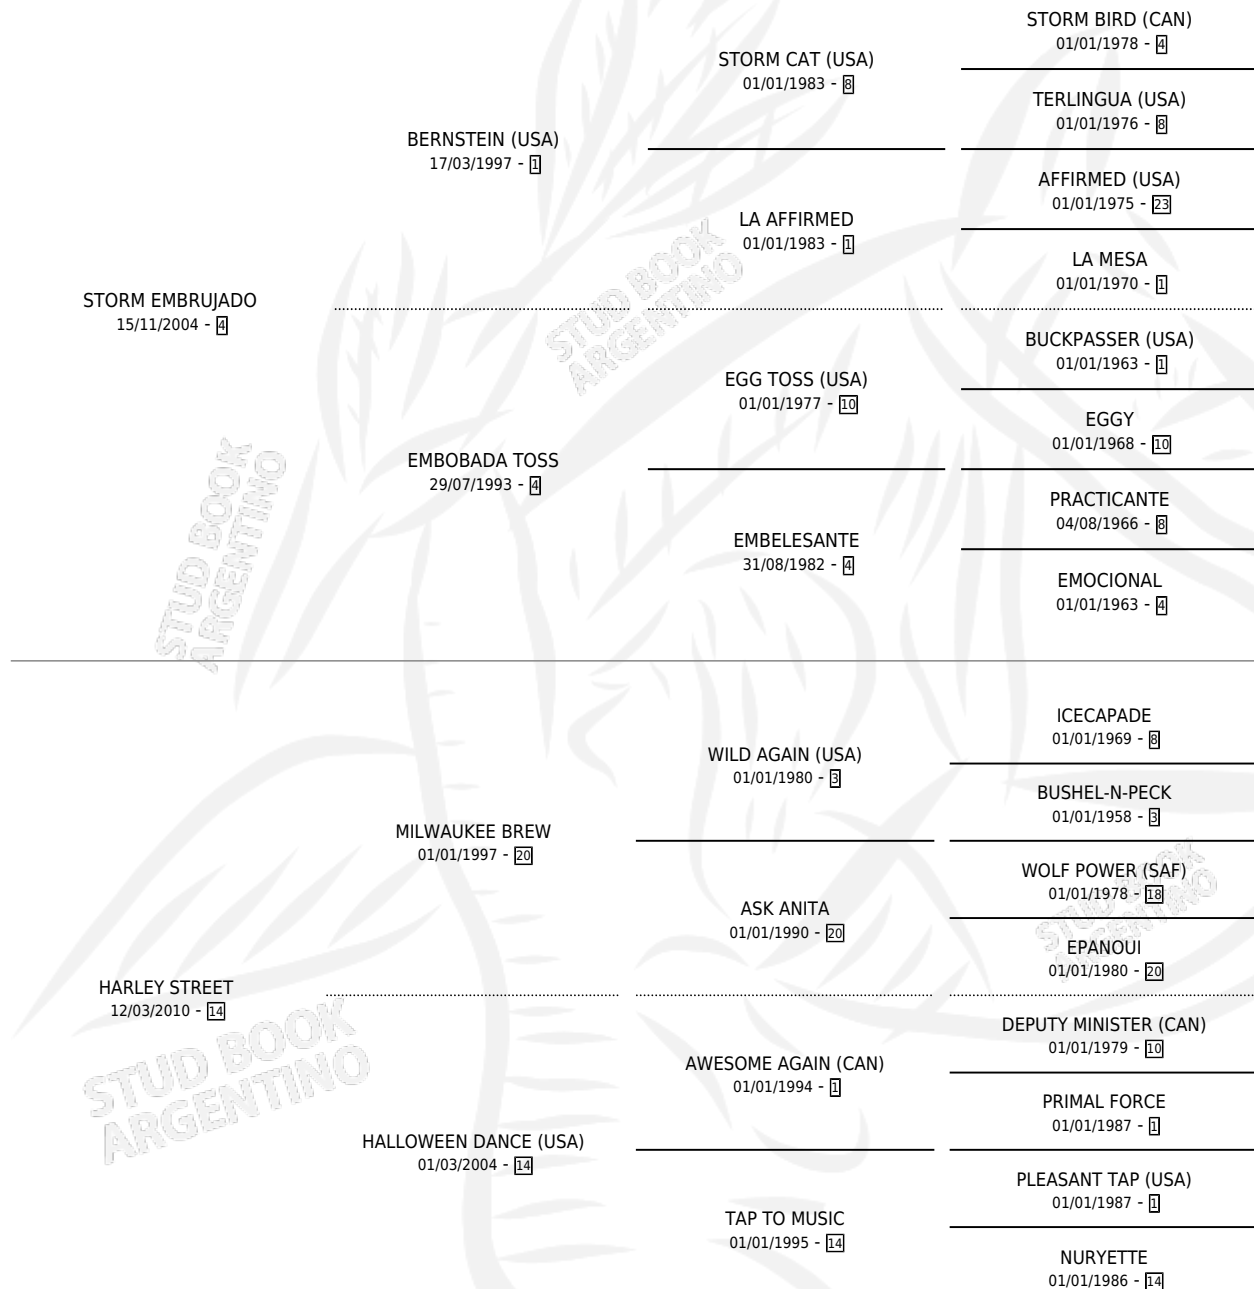 STORM BIRD (CAN)
01/01/1978 - 4
STORM CAT (USA)
01/01/1983 - 8
TERLINGUA (USA)
01/01/1976 - 8
BERNSTEIN (USA)
17/03/1997 - 1
AFFIRMED (USA)
01/01/1975 - 23
LA AFFIRMED
01/01/1983 - 1
LA MESA
01/01/1970 - 1
STORM EMBRUJADO
15/11/2004 - 4
BUCKPASSER (USA)
01/01/1963 - 1
EGG TOSS (USA)
01/01/1977 - 10
EGGY
01/01/1968 - 10
EMBOBADA TOSS
29/07/1993 - 4
PRACTICANTE
04/08/1966 - 8
EMBELESANTE
31/08/1982 - 4
EMOCIONAL
01/01/1963 - 4
ICECAPADE
01/01/1969 - 8
WILD AGAIN (USA)
01/01/1980 - 3
BUSHEL-N-PECK
01/01/1958 - 3
MILWAUKEE BREW
01/01/1997 - 20
WOLF POWER (SAF)
01/01/1978 - 18
ASK ANITA
01/01/1990 - 20
EPANOUI
01/01/1980 - 20
HARLEY STREET
12/03/2010 - 14
DEPUTY MINISTER (CAN)
01/01/1979 - 10
AWESOME AGAIN (CAN)
01/01/1994 - 1
PRIMAL FORCE
01/01/1987 - 1
HALLOWEEN DANCE (USA)
01/03/2004 - 14
PLEASANT TAP (USA)
01/01/1987 - 1
TAP TO MUSIC
01/01/1995 - 14
NURYETTE
01/01/1986 - 14
STUD BOOK
ARGENTINO
STUD BOOK
ARGENTINO
STUD BOOK
ARGENTINO
STUD BOOK
ARGENTINO